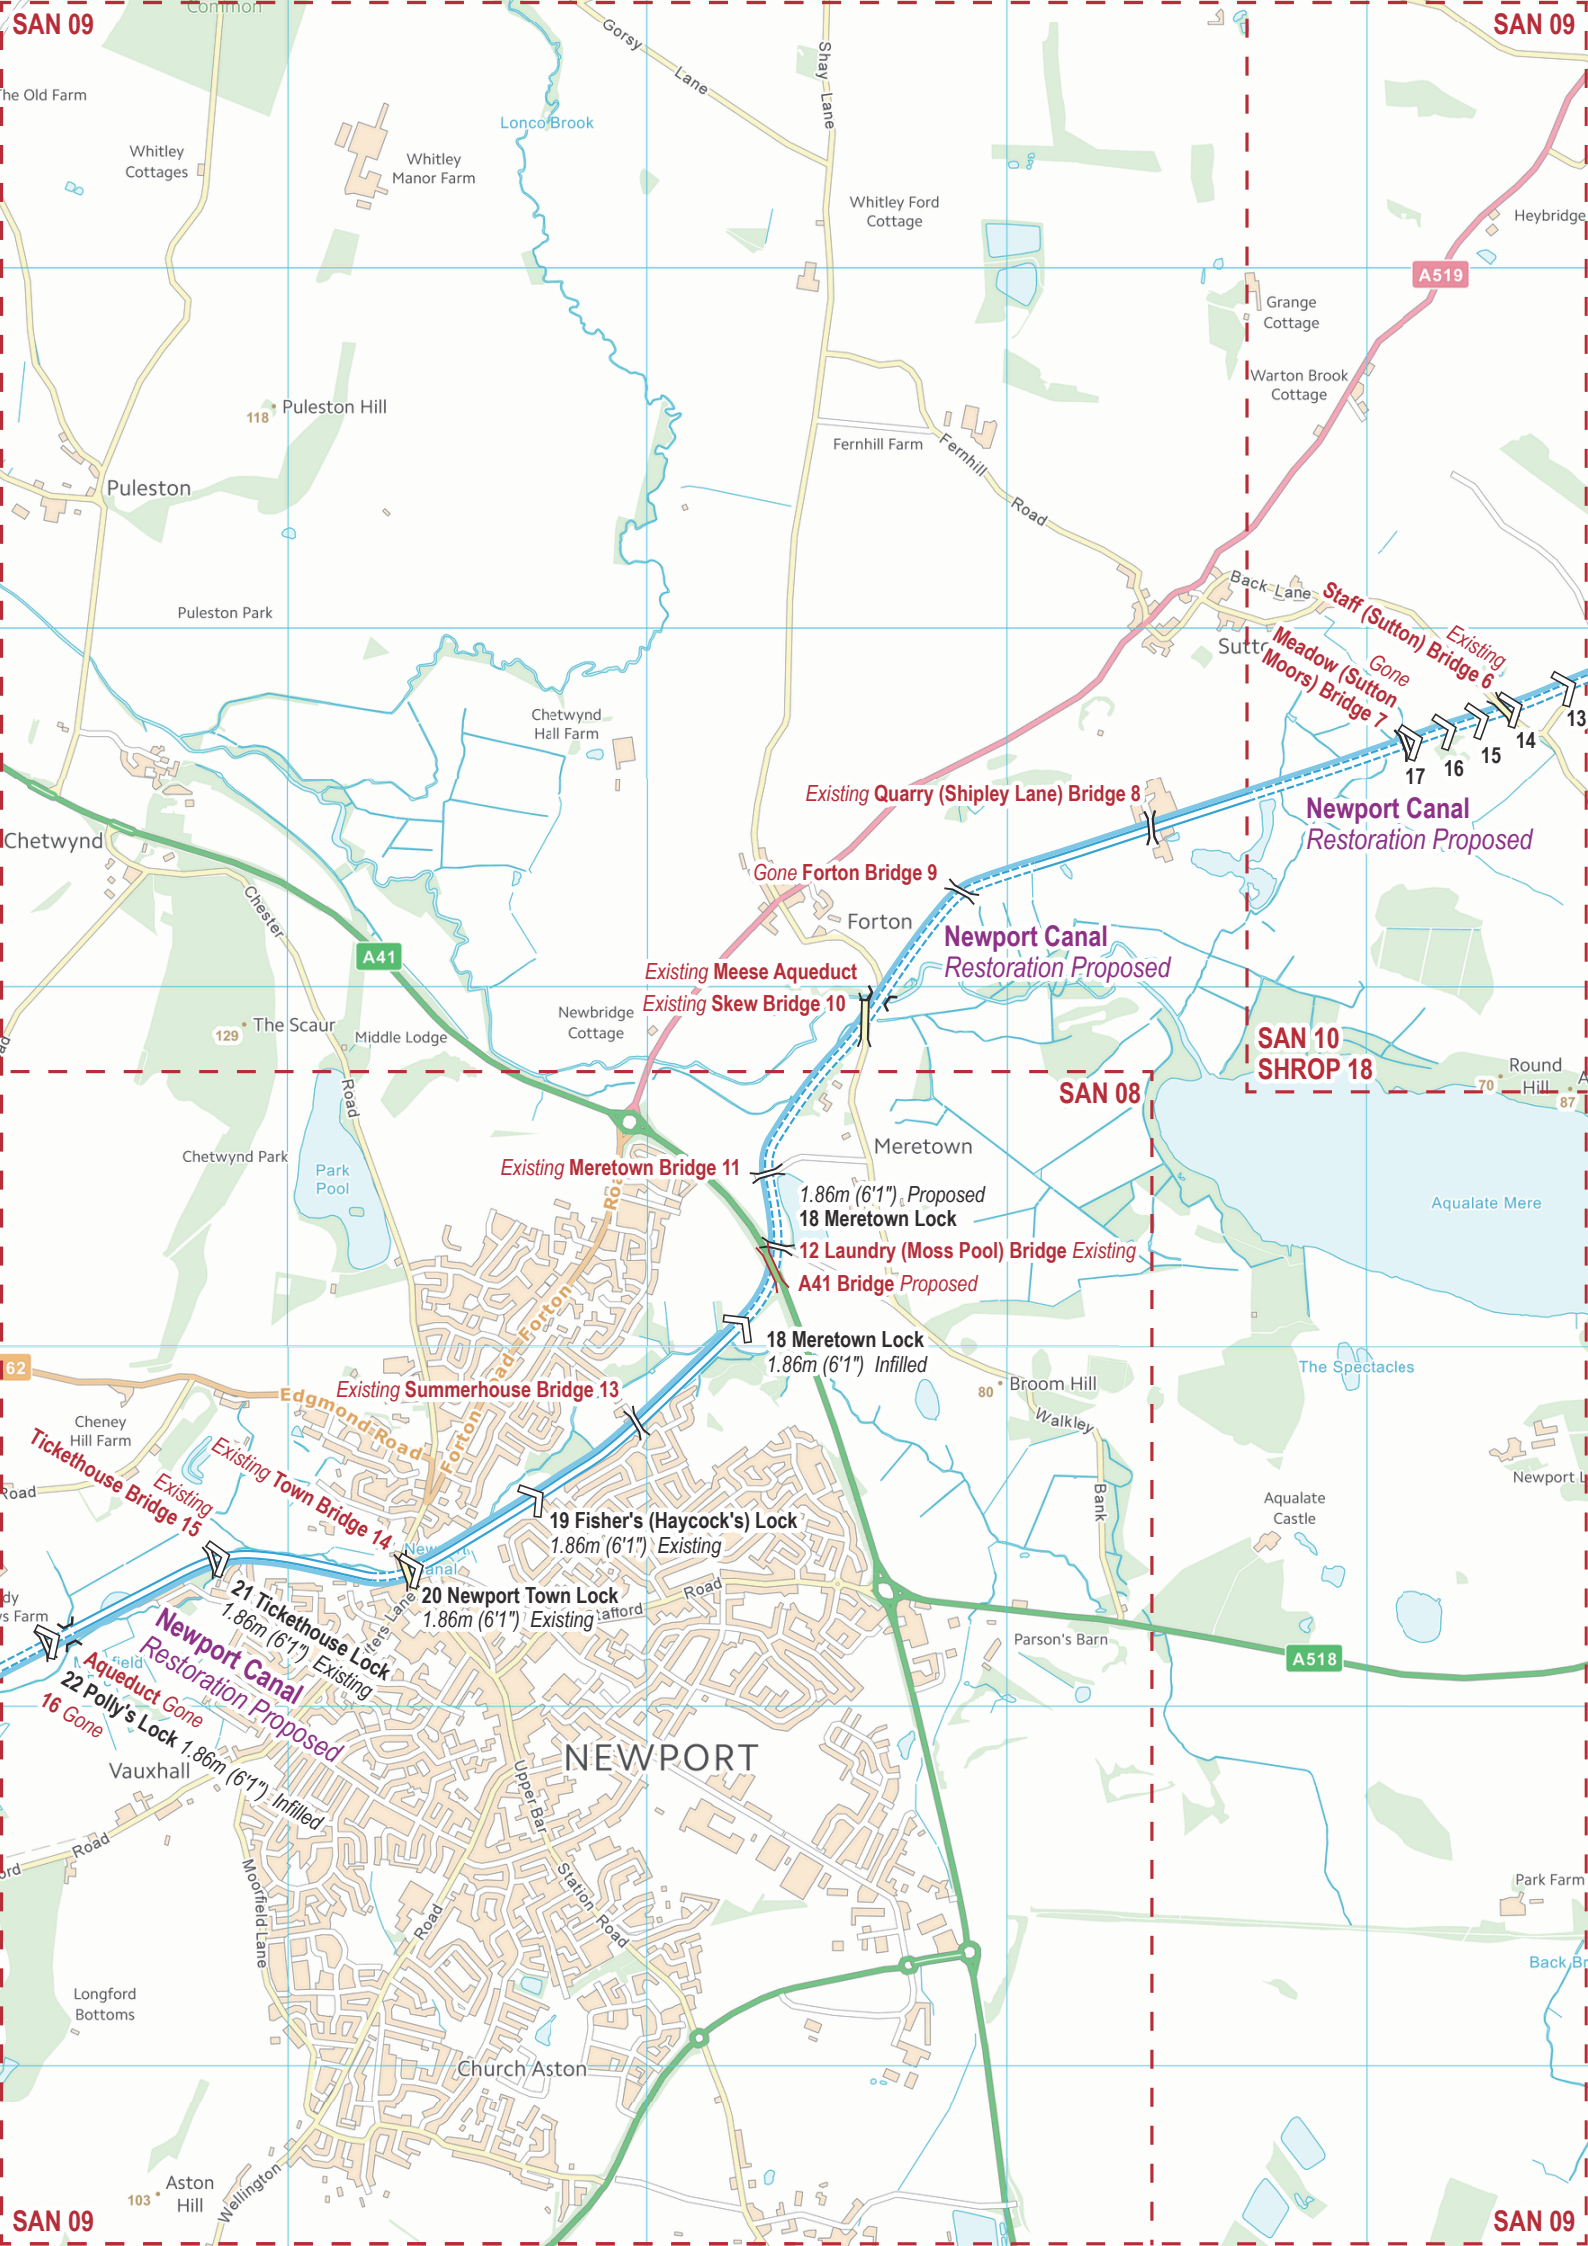 SAN 09
SAN 09
Common
Gorsy
Lane
Shay Lane
The Old Farm
Lonco Brook
Whitley
Cottages
Whitley
Manor Farm
Whitley Ford
Cottage
Heybridge
A519
Grange
Cottage
Warton Brook
Cottage
118
Puleston Hill
Fernhill Farm
Fernhill
Road
Puleston
Back Lane
Puleston Park
Staff (Sutton) Bridge 6
Existing
Meadow (Sutton
Moors) Bridge 7
Gone
13
14
15
16
17
Chetwynd
Hall Farm
Existing Quarry (Shipley Lane) Bridge 8
Newport Canal
Restoration Proposed
Chetwynd
Gone Forton Bridge 9
Chester
Road
Forton
A41
Newport Canal
Restoration Proposed
Existing Meese Aqueduct
Existing Skew Bridge 10
Newbridge
Cottage
129
The Scaur
Middle Lodge
SAN 10
SHROP 18
Round
Hill
70
87
SAN 08
Chetwynd Park
Park
Pool
Meretown
Existing Meretown Bridge 11
1.86m (6'1") Proposed
18 Meretown Lock
Aqualate Mere
12 Laundry (Moss Pool) Bridge Existing
A41 Bridge Proposed
18 Meretown Lock
1.86m (6'1") Infilled
Forton
Forton
62
The Spectacles
Edgmond Road
Existing Summerhouse Bridge 13
80
Broom Hill
Walkley
Bank
Cheney
Hill Farm
Tickethouse Bridge 15
Existing
Existing Town Bridge 14
Road
Newport L
Aqualate
Castle
19 Fisher's (Haycock's) Lock
1.86m (6'1") Existing
20 Newport Town Lock
1.86m (6'1") Existing
Road
21 Tickethouse Lock
1.86m (6'1") Existing
s Farm
Newport Canal
Restoration Proposed
Aqueduct Gone
22 Polly's Lock 1.86m (6'1") Infilled
16 Gone
Parson's Barn
A518
Vauxhall
NEWPORT
Upper Bar
Station Road
Road
Moorfield Lane
Road
Park Farm
Back Br
Longford
Bottoms
Church Aston
Aston
Hill
103
Wellington
SAN 09
SAN 09